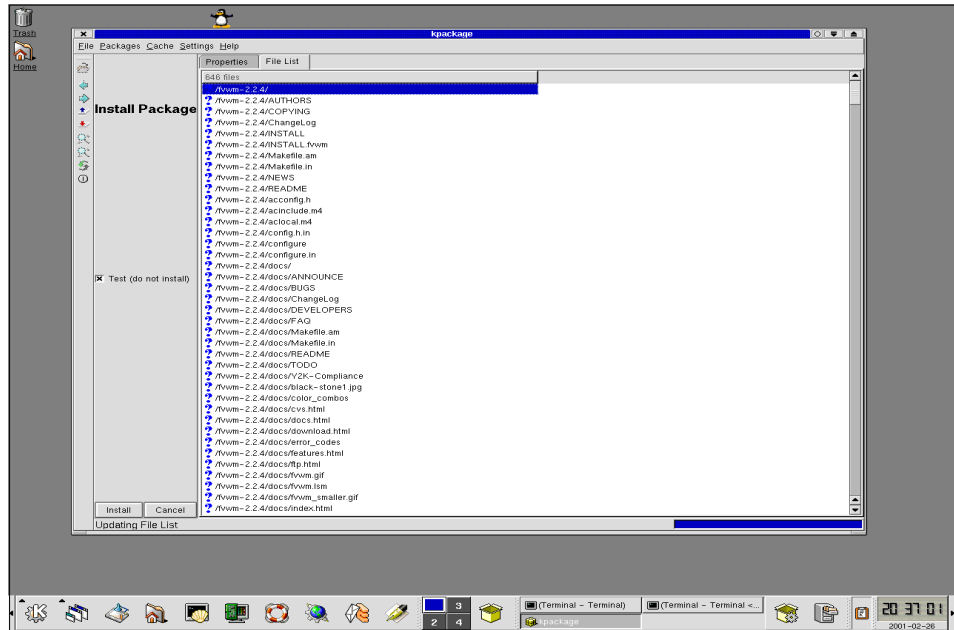 Trash
Home
kpackage
File Packages Cache Settings Help
Install Package
Test (do not install)
Install Cancel
Updating File List
Properties File List
646 files
/fvwm-2.2.4/
/fvwm-2.2.4/AUTHORS
/fvwm-2.2.4/COPYING
/fvwm-2.2.4/ChangeLog
/fvwm-2.2.4/INSTALL
/fvwm-2.2.4/INSTALL.fvwm
/fvwm-2.2.4/Makefile.am
/fvwm-2.2.4/Makefile.in
/fvwm-2.2.4/NEWS
/fvwm-2.2.4/README
/fvwm-2.2.4/acconfig.h
/fvwm-2.2.4/acinclude.m4
/fvwm-2.2.4/aclocal.m4
/fvwm-2.2.4/config.h.in
/fvwm-2.2.4/configure
/fvwm-2.2.4/configure.in
/fvwm-2.2.4/docs/
/fvwm-2.2.4/docs/ANNOUNCE
/fvwm-2.2.4/docs/BUGS
/fvwm-2.2.4/docs/ChangeLog
/fvwm-2.2.4/docs/DEVELOPERS
/fvwm-2.2.4/docs/FAQ
/fvwm-2.2.4/docs/Makefile.am
/fvwm-2.2.4/docs/Makefile.in
/fvwm-2.2.4/docs/README
/fvwm-2.2.4/docs/TODO
/fvwm-2.2.4/docs/Y2K-Compliance
/fvwm-2.2.4/docs/black-stone1.jpg
/fvwm-2.2.4/docs/color_combos
/fvwm-2.2.4/docs/cvs.html
/fvwm-2.2.4/docs/docs.html
/fvwm-2.2.4/docs/download.html
/fvwm-2.2.4/docs/error_codes
/fvwm-2.2.4/docs/features.html
/fvwm-2.2.4/docs/ftp.html
/fvwm-2.2.4/docs/fvwm.gif
/fvwm-2.2.4/docs/fvwm.lsm
/fvwm-2.2.4/docs/fvwm_smaller.gif
/fvwm-2.2.4/docs/index.html
3
2 4
(Terminal - Terminal) (Terminal - Terminal <...
kpackage
20 37 01
2001-02-26